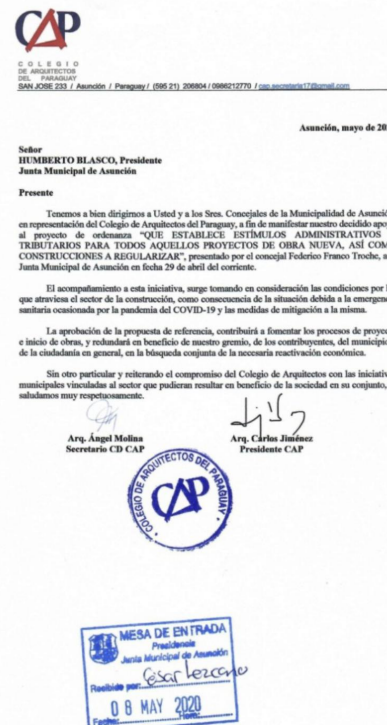 CAP
COLEGIO
DE ARQUITECTOS
DEL PARAGUAY
SAN JOSE 233 / Asunción / Paraguay / (595 21) 206804 / 0986212770 / cap.secretaria17@gmail.com
Asunción, mayo de 20
Señor
HUMBERTO BLASCO, Presidente
Junta Municipal de Asunción
Presente
Tenemos a bien dirigirnos a Usted y a los Sres. Concejales de la Municipalidad de Asunció
en representación del Colegio de Arquitectos del Paraguay, a fin de manifestar nuestro decidido apoy
al proyecto de ordenanza "QUE ESTABLECE ESTÍMULOS ADMINISTRATIVOS
TRIBUTARIOS PARA TODOS AQUELLOS PROYECTOS DE OBRA NUEVA, ASÍ COM
CONSTRUCCIONES A REGULARIZAR", presentado por el concejal Federico Franco Troche, a
Junta Municipal de Asunción en fecha 29 de abril del corriente.
El acompañamiento a esta iniciativa, surge tomando en consideración las condiciones por l
que atraviesa el sector de la construcción, como consecuencia de la situación debida a la emergenc
sanitaria ocasionada por la pandemia del COVID-19 y las medidas de mitigación a la misma.
La aprobación de la propuesta de referencia, contribuirá a fomentar los procesos de proyec
e inicio de obras, y redundará en beneficio de nuestro gremio, de los contribuyentes, del municipio
de la ciudadanía en general, en la búsqueda conjunta de la necesaria reactivación económica.
Sin otro particular y reiterando el compromiso del Colegio de Arquitectos con las iniciativ
municipales vinculadas al sector que pudieran resultar en beneficio de la sociedad en su conjunto,
saludamos muy respetuosamente.
Arq. Ángel Molina
Secretario CD CAP
Arq. Carlos Jiménez
Presidente CAP
COLEGIO DE ARQUITECTOS DEL PARAGUAY
CAP
MESA DE ENTRADA
Presidencia
Junta Municipal de Asunción
César Lezcano
Recibido por:
08 MAY 2020
Fecha: Hora: